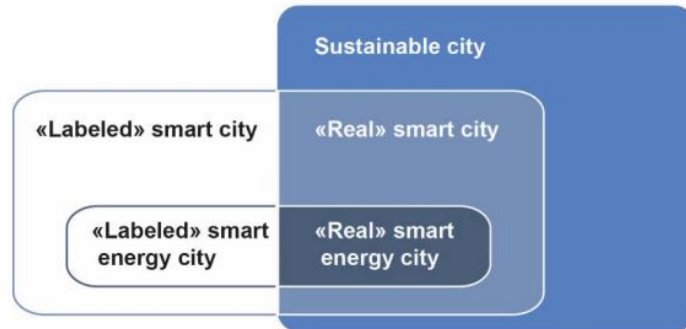 Sustainable city
«Labeled» smart city
«Real» smart city
«Labeled» smart
energy city
«Real» smart
energy city